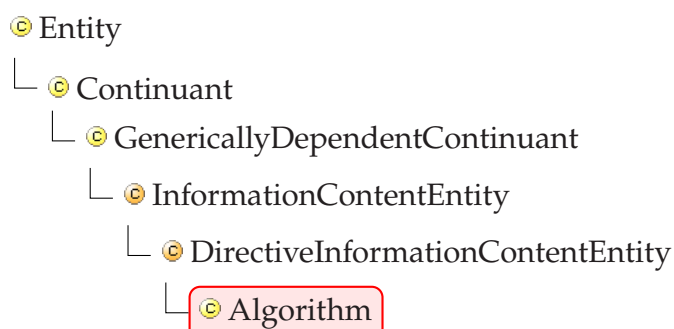 C Entity
C Continuant
C GenericallyDependentContinuant
C InformationContentEntity
C DirectiveInformationContentEntity
C Algorithm